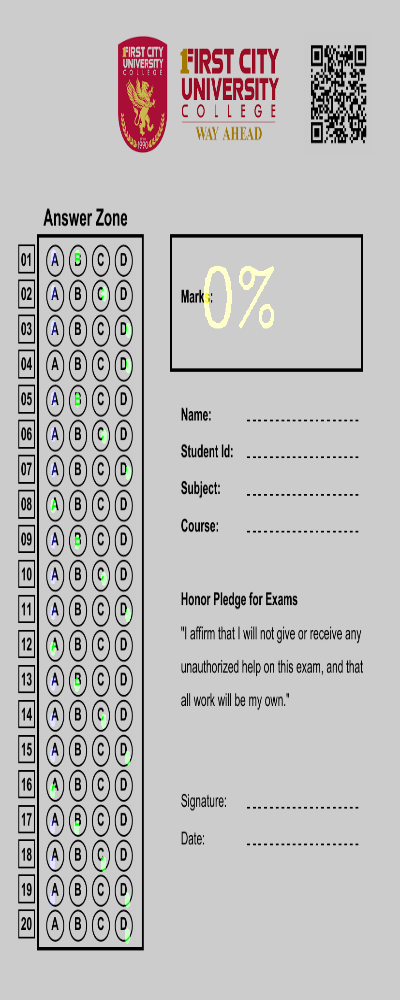 FIRST CITY
UNIVERSITY
COLLEGE
1990
FIRST CITY
UNIVERSITY
COLLEGE
WAY AHEAD
Answer Zone
01 A B C D
02 A B C D
03 A B C D
04 A B C D
05 A B C D
06 A B C D
07 A B C D
08 A B C D
09 A B C D
10 A B C D
11 A B C D
12 A B C D
13 A B C D
14 A B C D
15 A B C D
16 A B C D
17 A B C D
18 A B C D
19 A B C D
20 A B C D
Marks: 0%
Name:
Student Id:
Subject:
Course:
Honor Pledge for Exams
"I affirm that I will not give or receive any
unauthorized help on this exam, and that
all work will be my own."
Signature:
Date: